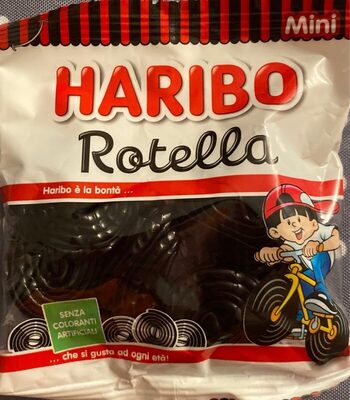 Mini
HARIBO
Rotella
Haribo è la bontà ...
SENZA
COLORANTI
ARTIFICIALI
... che si gusta ad ogni età!